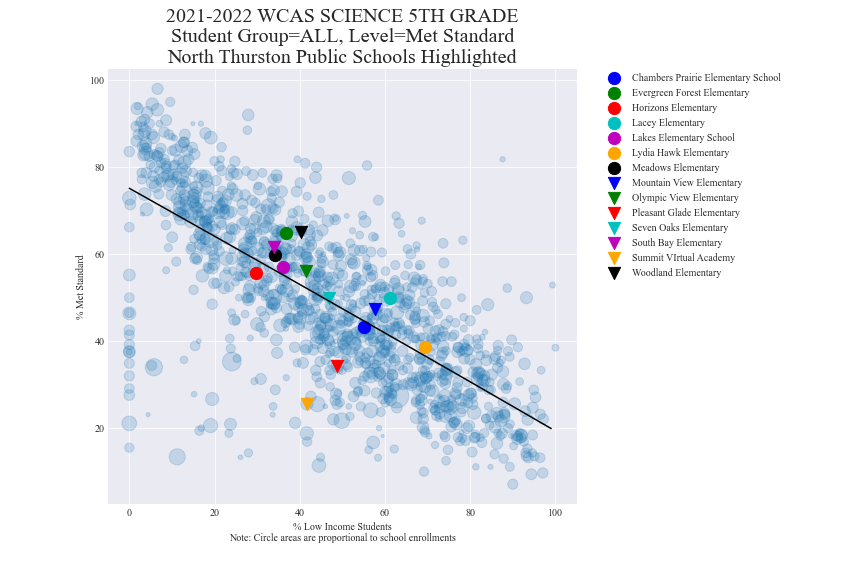 2021-2022 WCAS SCIENCE 5TH GRADE
Student Group=ALL, Level=Met Standard
North Thurston Public Schools Highlighted
100
80
60
40
20
% Met Standard
0
20
40
60
80
100
% Low Income Students
Note: Circle areas are proportional to school enrollments
Chambers Prairie Elementary School
Evergreen Forest Elementary
Horizons Elementary
Lacey Elementary
Lakes Elementary School
Lydia Hawk Elementary
Meadows Elementary
Mountain View Elementary
Olympic View Elementary
Pleasant Glade Elementary
Seven Oaks Elementary
South Bay Elementary
Summit VIrtual Academy
Woodland Elementary